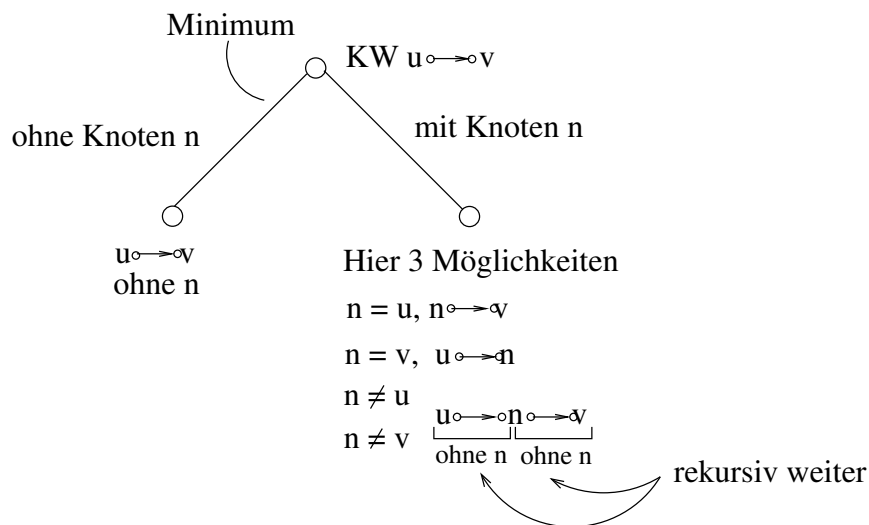 Minimum
KW u v
ohne Knoten n
mit Knoten n
u v
ohne n
Hier 3 Möglichkeiten
n = u, n v
n = v, u n
n ≠ u
u n v
n ≠ v
ohne n ohne n
rekursiv weiter